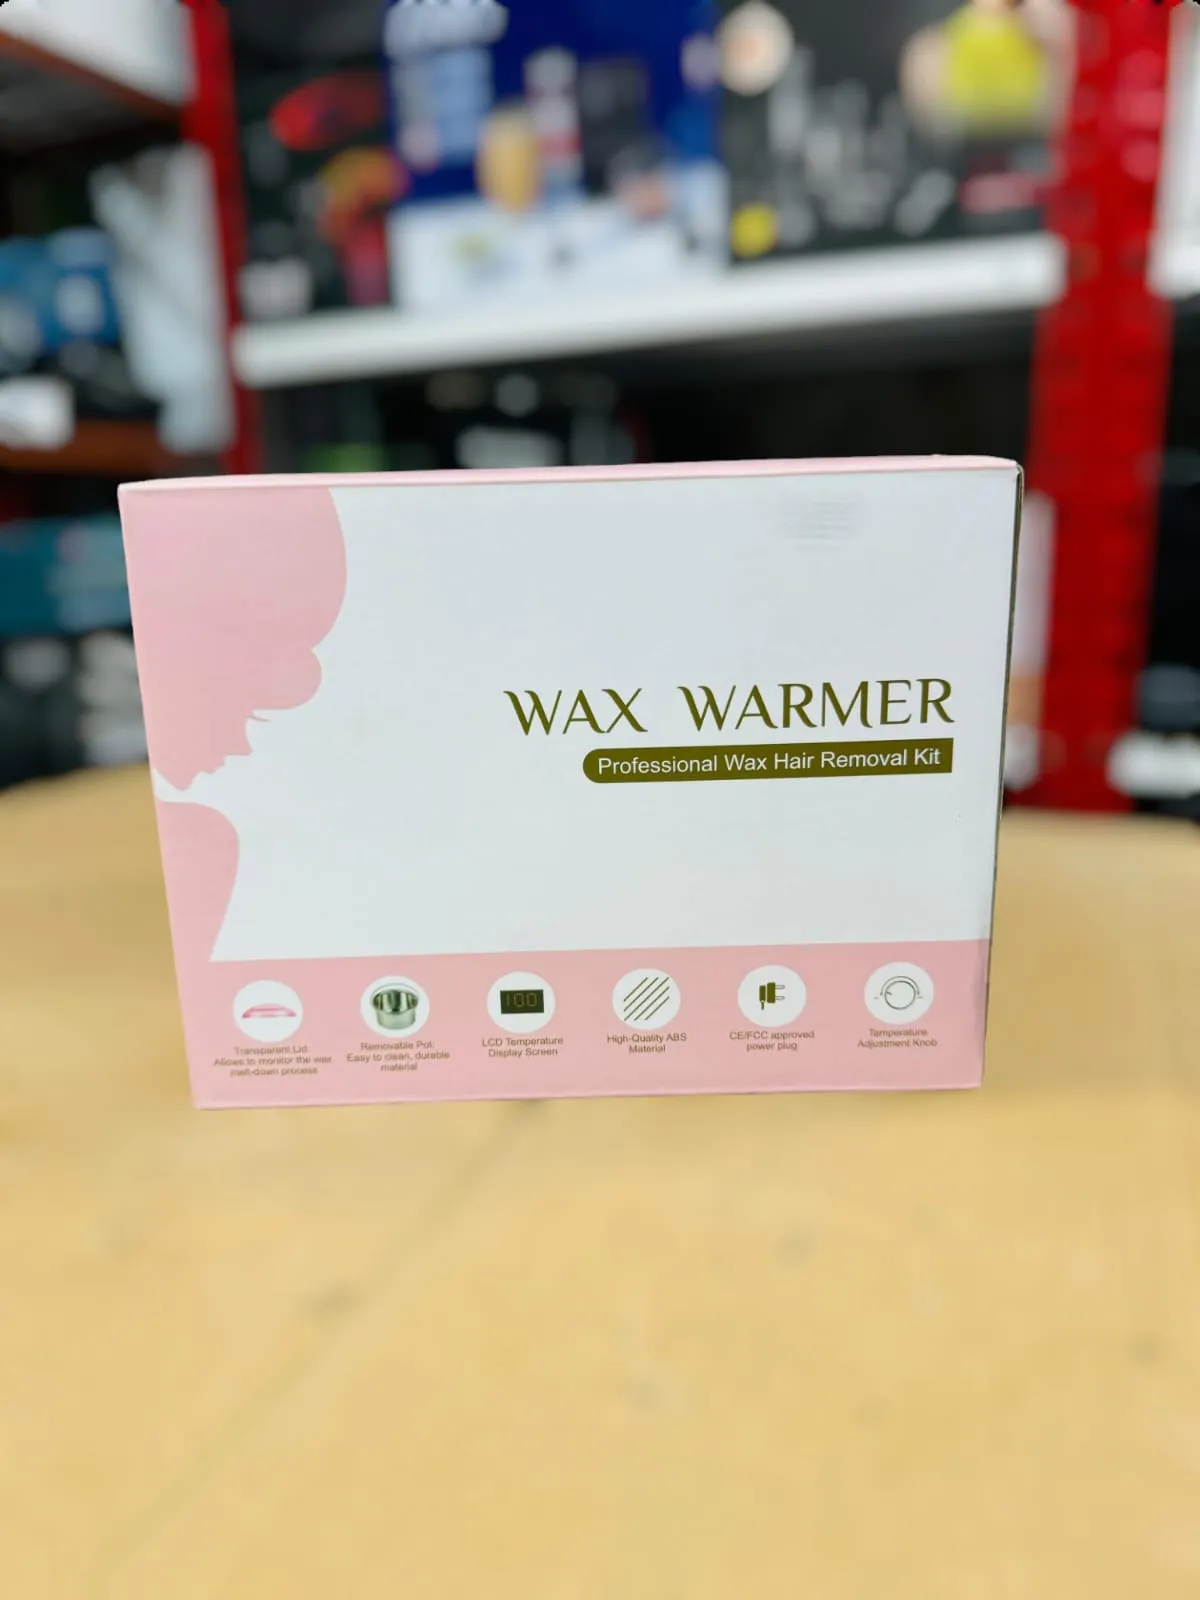 WAX WARMER
Professional Wax Hair Removal Kit
100
Transparent Lid:
Allows to monitor the wax
melt-down process
Removable Pot:
Easy to clean, durable
material
LCD Temperature
Display Screen
High-Quality ABS
Material
CE/FCC approved
power plug
Temperature
Adjustment Knob